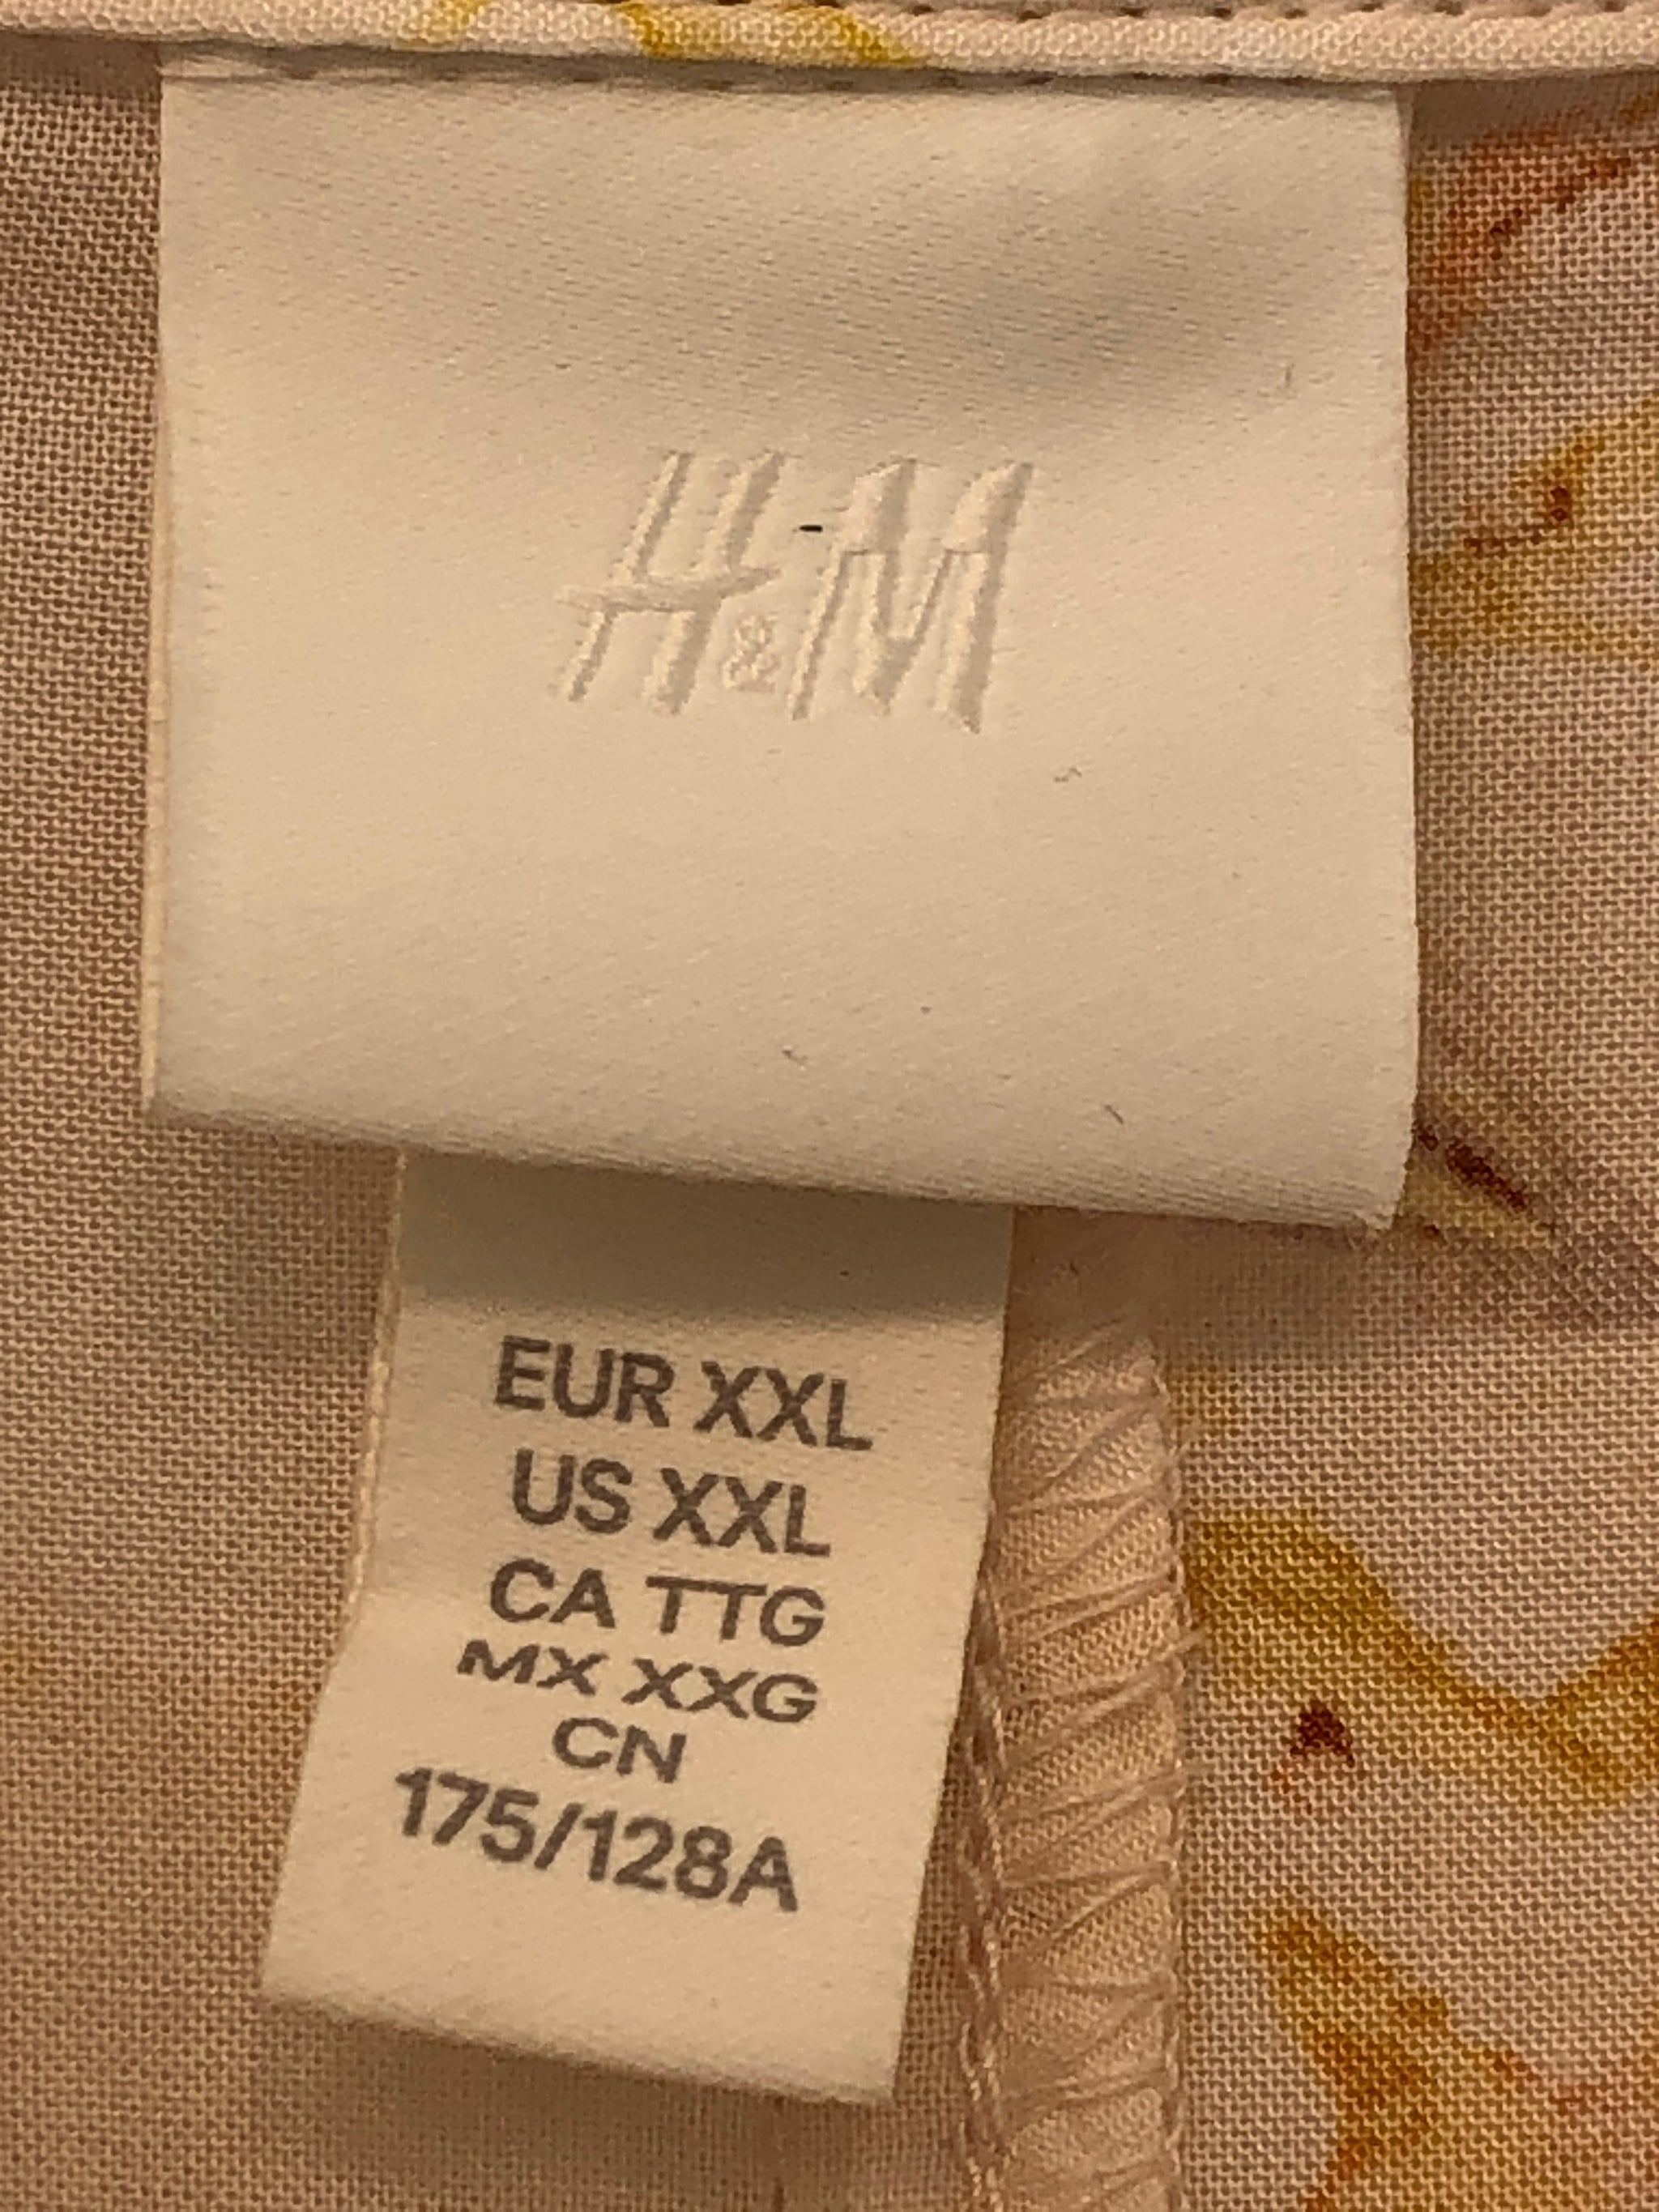 H&M
EUR XXL
US XXL
CA TTG
MX XXG
CN
175/128A